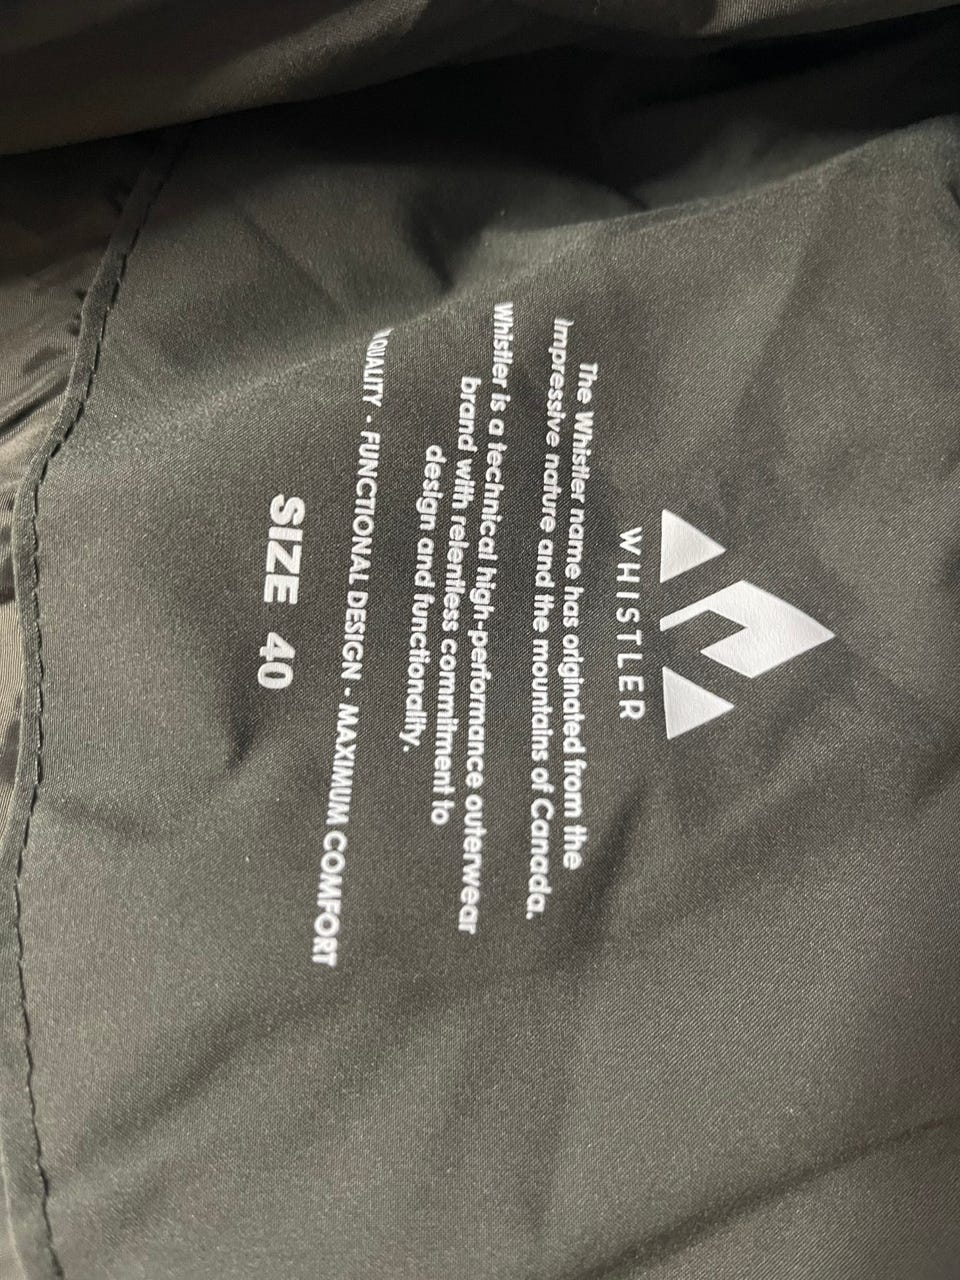 WHISTLER
The Whistler name has originated from the
Impressive nature and the mountains of Canada.
Whistler is a technical high-performance outerwear
brand with relentless commitment to
design and functionality.
QUALITY - FUNCTIONAL DESIGN - MAXIMUM COMFORT
SIZE 40